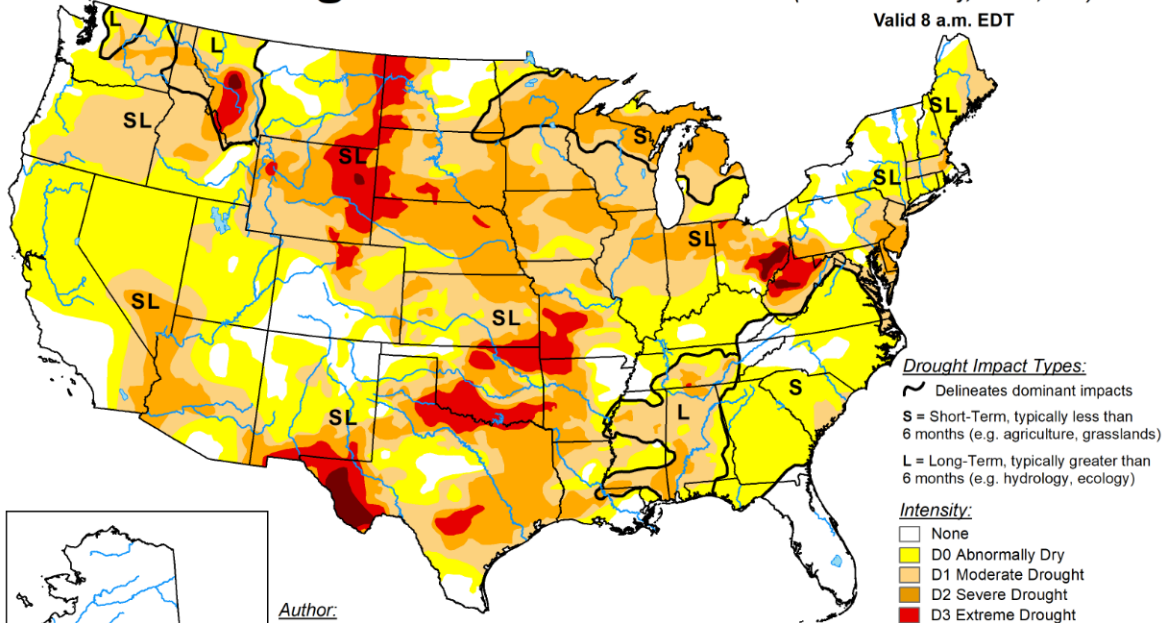 Valid 8 a.m. EDT
L
L
SL
SL
S
SL
SL
SL
SL
SL
SL
L
S
Drought Impact Types:
Delineates dominant impacts
S = Short-Term, typically less than
6 months (e.g. agriculture, grasslands)
L = Long-Term, typically greater than
6 months (e.g. hydrology, ecology)
Intensity:
None
D0 Abnormally Dry
D1 Moderate Drought
D2 Severe Drought
D3 Extreme Drought
Author: